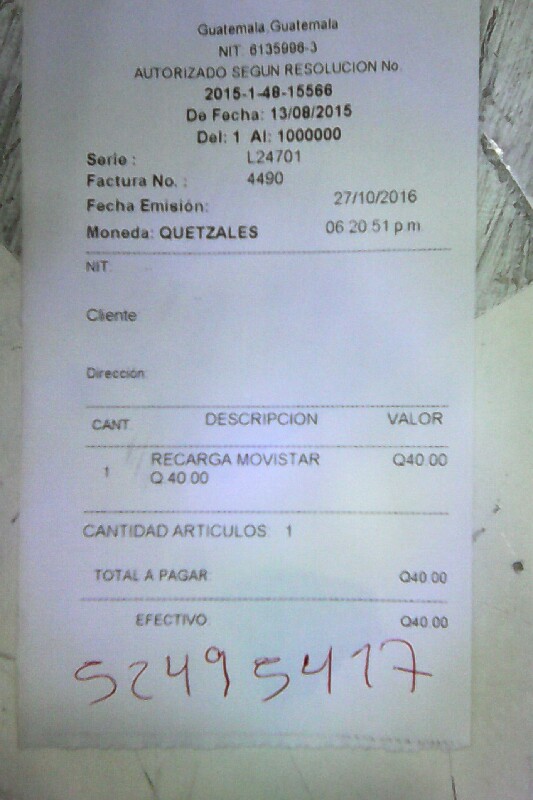 Guatemala, Guatemala
NIT: 6135996-3
AUTORIZADO SEGUN RESOLUCION No.
2015-1-48-15566
De Fecha: 13/08/2015
Del: 1 Al: 1000000
Serie : L24701
Factura No. : 4490
Fecha Emisión: 27/10/2016
Moneda: QUETZALES 06:20:51 p.m
NIT:
Cliente
Dirección:
CANT. DESCRIPCION VALOR
1 RECARGA MOVISTAR Q40.00
Q.40.00
CANTIDAD ARTICULOS: 1
TOTAL A PAGAR: Q40.00
EFECTIVO Q40.00
52495417